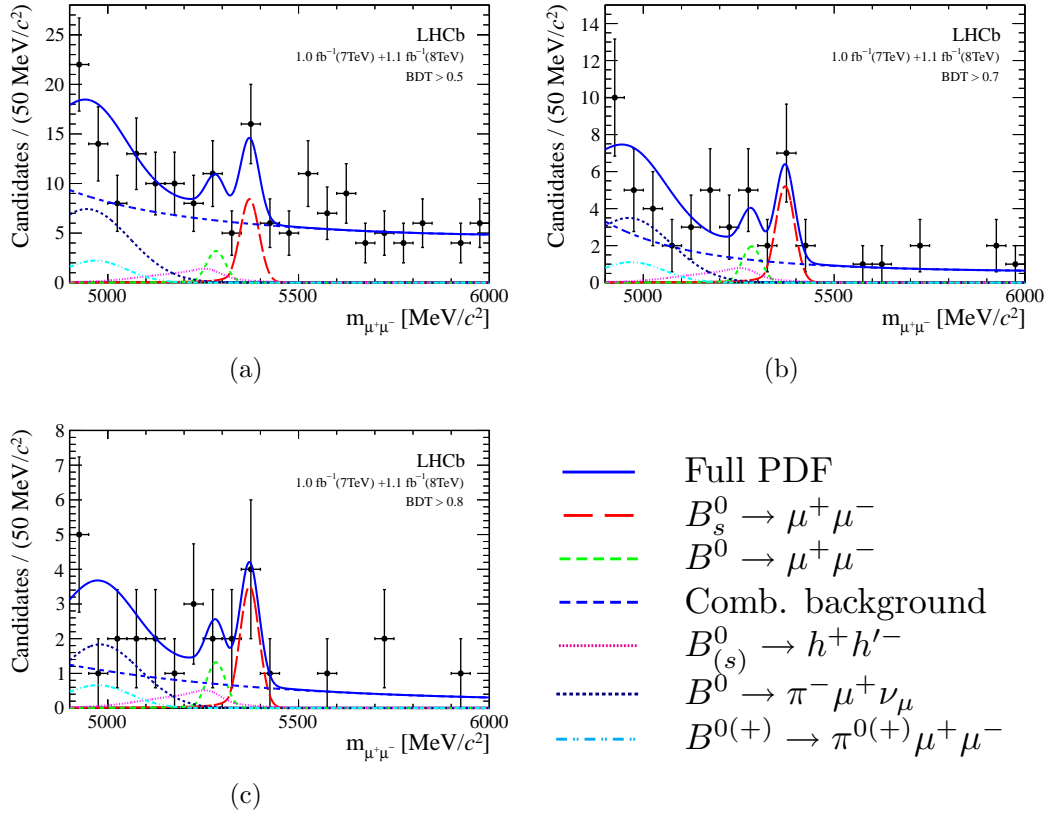 Candidates / (50 MeV/c²)
25
20
15
10
5
0
LHCb
1.0 fb⁻¹(7TeV) +1.1 fb⁻¹(8TeV)
BDT > 0.5
5000
5500
6000
m_μ⁺μ⁻ [MeV/c²]
(a)
Candidates / (50 MeV/c²)
14
12
10
8
6
4
2
0
LHCb
1.0 fb⁻¹(7TeV) +1.1 fb⁻¹(8TeV)
BDT > 0.7
5000
5500
6000
m_μ⁺μ⁻ [MeV/c²]
(b)
Candidates / (50 MeV/c²)
8
7
6
5
4
3
2
1
0
LHCb
1.0 fb⁻¹(7TeV) +1.1 fb⁻¹(8TeV)
BDT > 0.8
5000
5500
6000
m_μ⁺μ⁻ [MeV/c²]
(c)
Full PDF
B⁰_s → μ⁺μ⁻
B⁰ → μ⁺μ⁻
Comb. background
B⁰_(s) → h⁺h′⁻
B⁰ → π⁻μ⁺ν_μ
B⁰⁽⁺⁾ → π⁰⁽⁺⁾μ⁺μ⁻